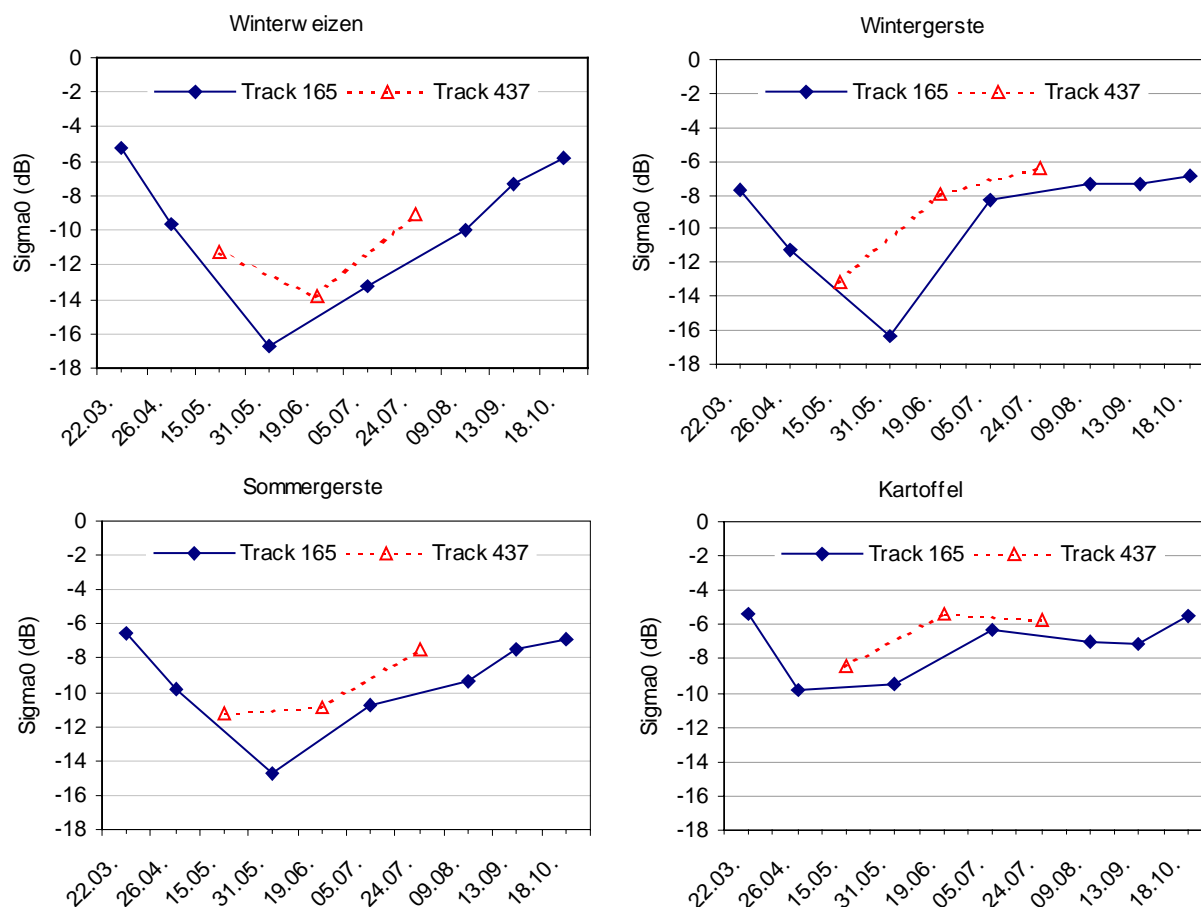 Winterweizen
0
-2
-4
-6
-8
-10
-12
-14
-16
-18
Sigma0 (dB)
Track 165 Track 437
22.03. 26.04. 15.05. 31.05. 19.06. 05.07. 24.07. 09.08. 13.09. 18.10.
Wintergerste
0
-2
-4
-6
-8
-10
-12
-14
-16
-18
Sigma0 (dB)
Track 165 Track 437
22.03. 26.04. 15.05. 31.05. 19.06. 05.07. 24.07. 09.08. 13.09. 18.10.
Sommergerste
0
-2
-4
-6
-8
-10
-12
-14
-16
-18
Sigma0 (dB)
Track 165 Track 437
22.03. 26.04. 15.05. 31.05. 19.06. 05.07. 24.07. 09.08. 13.09. 18.10.
Kartoffel
0
-2
-4
-6
-8
-10
-12
-14
-16
-18
Sigma0 (dB)
Track 165 Track 437
22.03. 26.04. 15.05. 31.05. 19.06. 05.07. 24.07. 09.08. 13.09. 18.10.